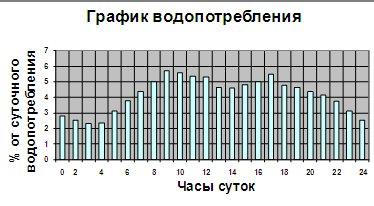 График водопотребления
% от суточного
водопотребления
7
6
5
4
3
2
1
0
0 2 4 6 8 10 12 14 16 18 20 22 24
Часы суток